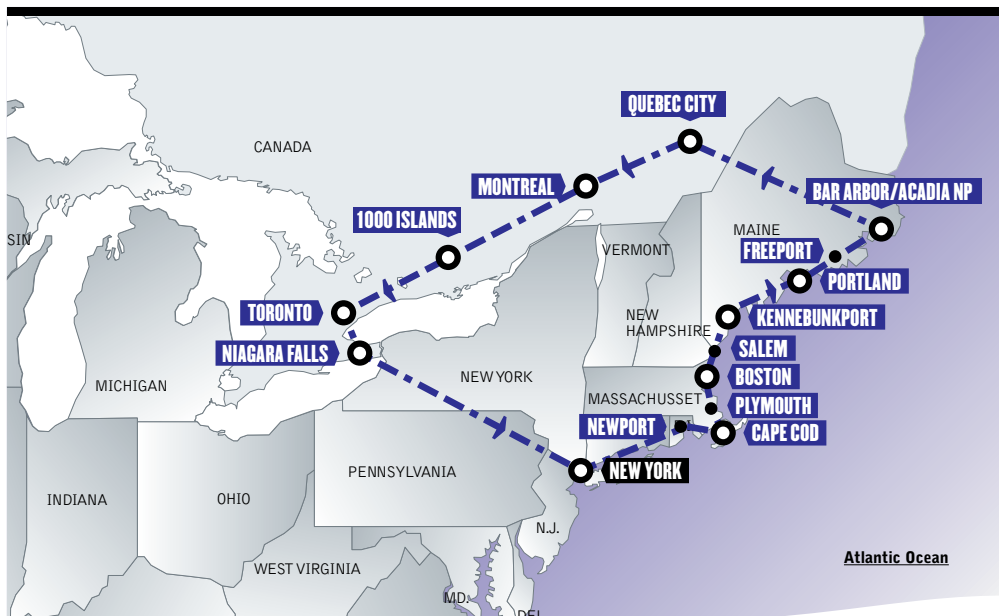 QUEBEC CITY
CANADA
MONTREAL
BAR ARBOR/ACADIA NP
1000 ISLANDS
MAINE
SIN
VERMONT
FREEPORT
PORTLAND
TORONTO
NEW
HAMPSHIRE
KENNEBUNKPORT
NIAGARA FALLS
SALEM
MICHIGAN
NEW YORK
BOSTON
MASSACHUSSET
PLYMOUTH
NEWPORT
CAPE COD
PENNSYLVANIA
NEW YORK
INDIANA
OHIO
N.J.
WEST VIRGINIA
Atlantic Ocean
MD.
DEL